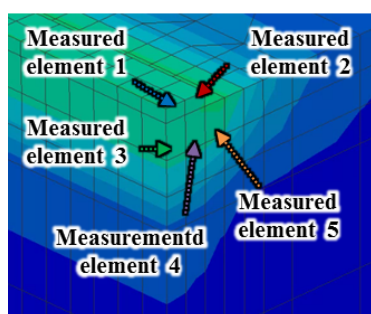 Measured
element 1
Measured
element 2
Measured
element 3
Measured
element 5
Measurementd
element 4